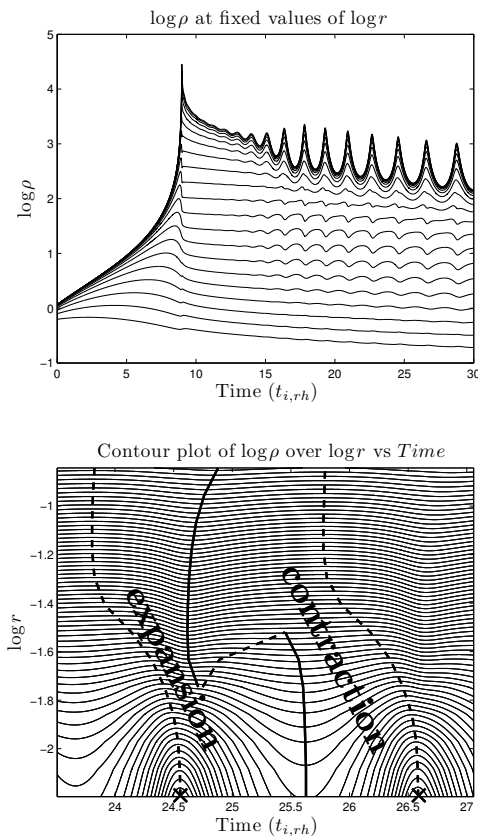 log ρ at fixed values of log r
5
4
3
2
1
0
−1
log ρ
0 5 10 15 20 25 30
Time (t_{i,rh})
Contour plot of log ρ over log r vs Time
−1
−1.2
−1.4
−1.6
−1.8
−2
log r
expansion
contraction
24 24.5 25 25.5 26 26.5 27
Time (t_{i,rh})